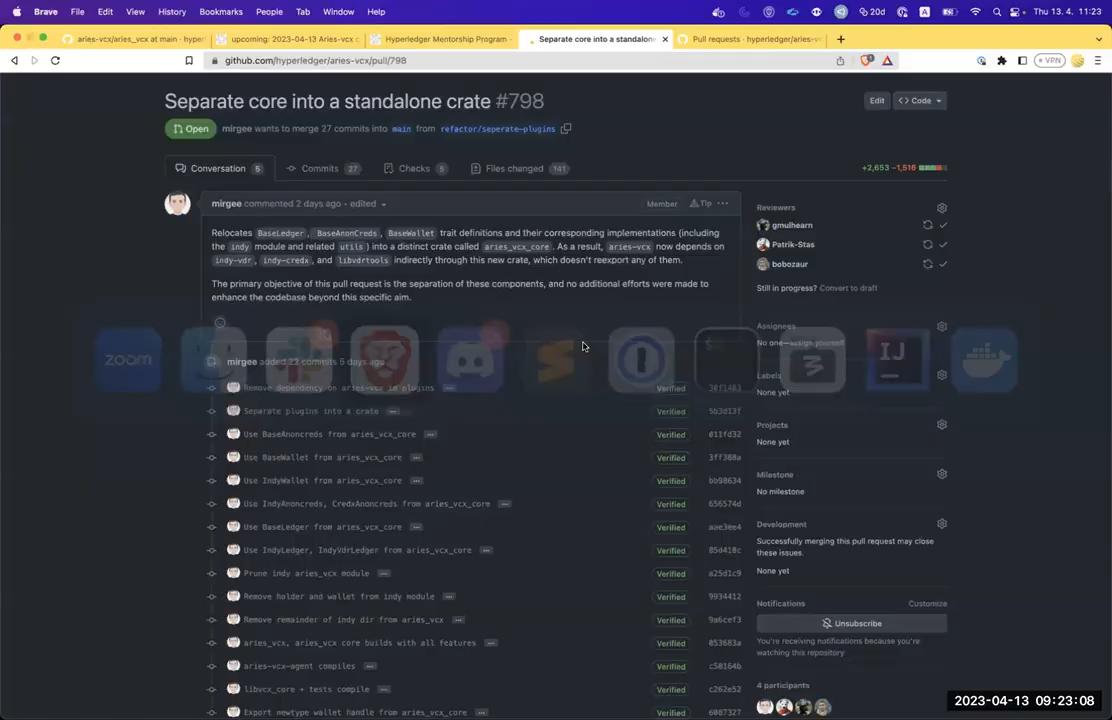 Brave File Edit View History Bookmarks People Tab Window Help
20d
A
Thu 13. 4. 11:23
aries-vcx/aries_vcx at main · hyperl
upcoming: 2023-04-13 Aries-vcx c
Hyperledger Mentorship Program -
Separate core into a standalone
Pull requests · hyperledger/aries-vc
github.com/hyperledger/aries-vcx/pull/798
VPN
Separate core into a standalone crate #798
Edit
<> Code
Open
mirgee wants to merge 27 commits into main from refactor/seperate-plugins
Conversation 5
Commits 27
Checks 5
Files changed 141
+2,653 −1,516
mirgee commented 2 days ago · edited
Member
Tip
Relocates BaseLedger, BaseAnonCreds, BaseWallet trait definitions and their corresponding implementations (including
the indy module and related utils) into a distinct crate called aries_vcx_core. As a result, aries-vcx now depends on
indy-vdr, indy-credx, and libvdrtools indirectly through this new crate, which doesn't reexport any of them.
The primary objective of this pull request is the separation of these components, and no additional efforts were made to
enhance the codebase beyond this specific aim.
mirgee added 22 commits 5 days ago
Remove dependency on aries-vcx in plugins
Verified
Separate plugins into a crate
Verified 5b3d13f
Use BaseAnoncreds from aries_vcx_core
Verified 011fd32
Use BaseWallet from aries_vcx_core
Verified 3ff388a
Use IndyWallet from aries_vcx_core
Verified bb98634
Use IndyAnoncreds, CredxAnoncreds from aries_vcx_core
Verified 656574d
Use BaseLedger from aries_vcx_core
Verified aae3ee4
Use IndyLedger, IndyVdrLedger from aries_vcx_core
Verified 85d418c
Prune indy aries_vcx module
Verified a25d1c9
Remove holder and wallet from indy module
Verified 9934412
Remove remainder of indy dir from aries_vcx
Verified 9a6cef3
aries_vcx, aries_vcx core builds with all features
Verified 053683a
aries-vcx-agent compiles
Verified c50164b
libvcx_core + tests compile
Verified c262e52
Export newtype wallet handle from aries_vcx_core
Verified 6087327
Reviewers
gmulhearn
Patrik-Stas
bobozaur
Still in progress? Convert to draft
Assignees
No one—assign yourself
Labels
None yet
Projects
None yet
Milestone
No milestone
Development
Successfully merging this pull request may close
these issues.
None yet
Notifications
Customize
Unsubscribe
You're receiving notifications because you're
watching this repository
4 participants
zoom
IJ
2023-04-13 09:23:08